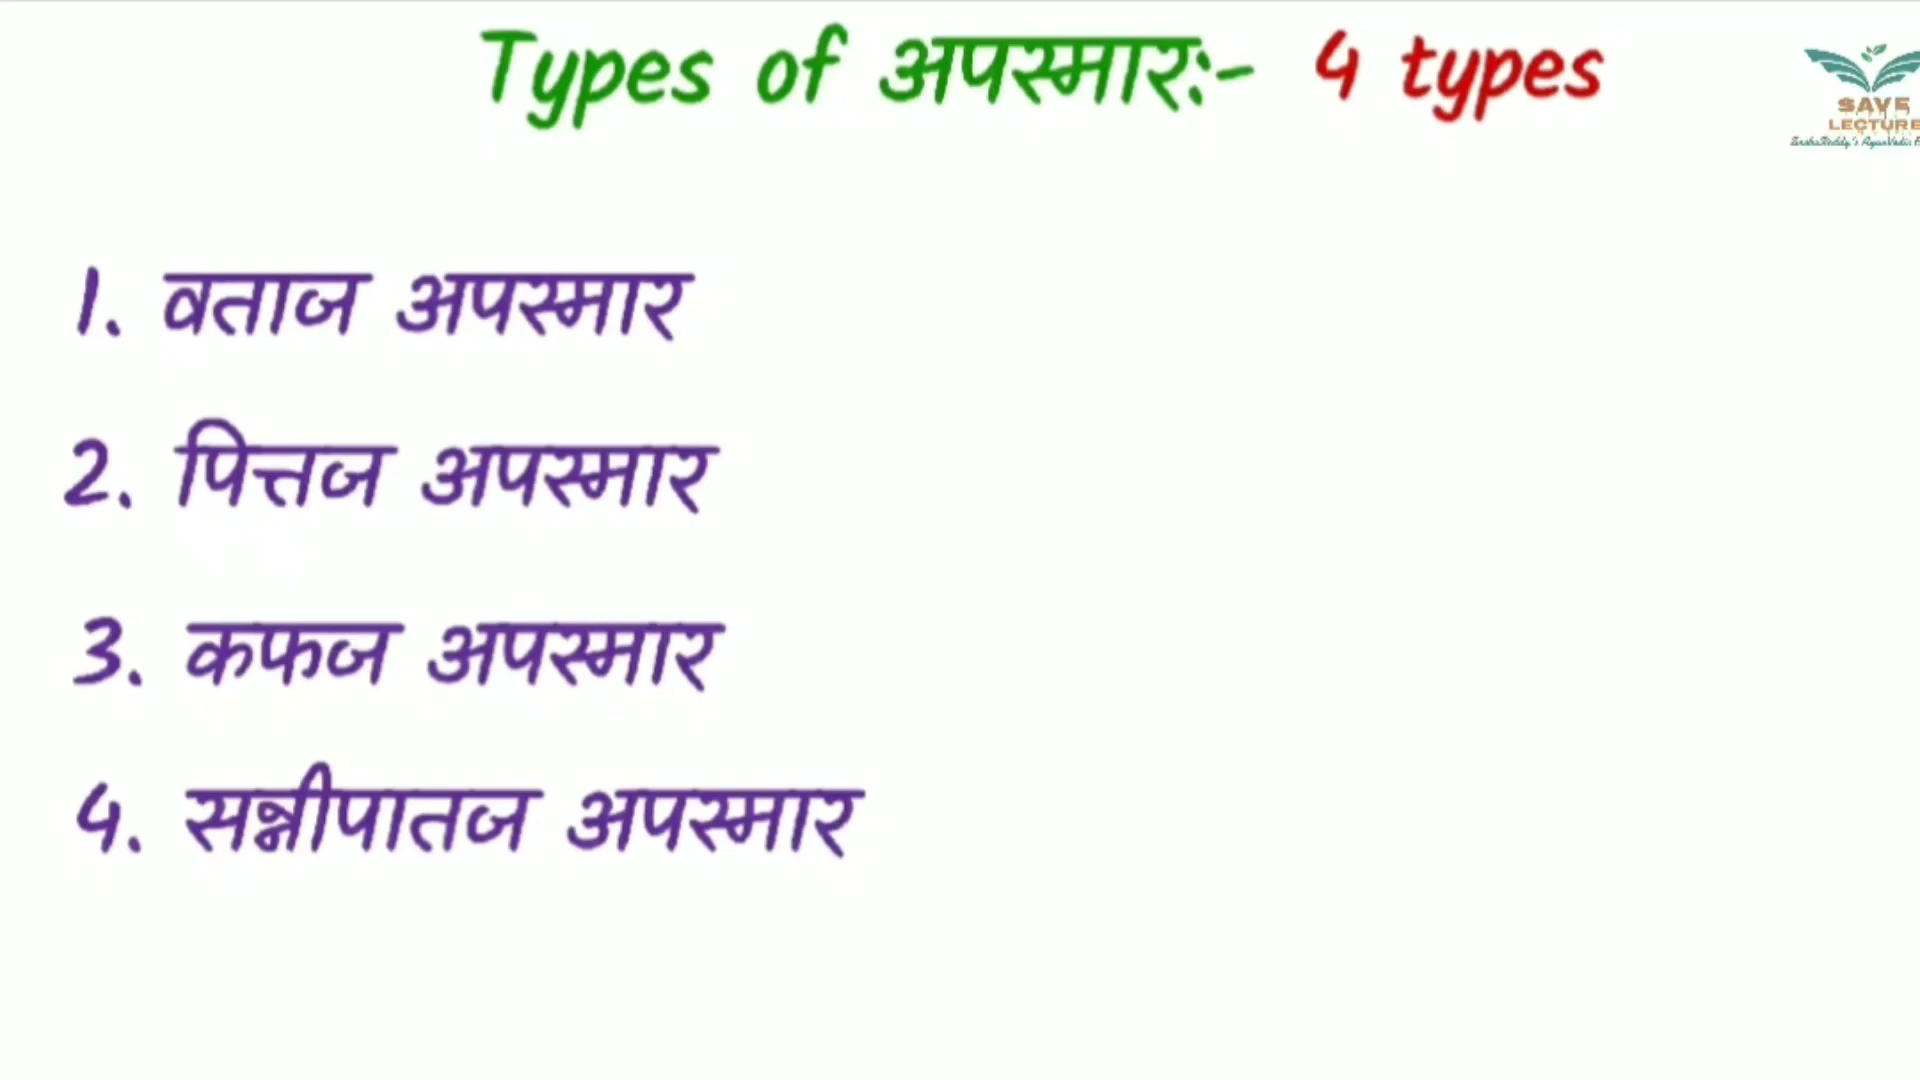 Types of अपस्मार:- 4 types
SAVE
LECTURE
1. वताज अपस्मार
2. पित्तज अपस्मार
3. कफज अपस्मार
4. सन्नीपातज अपस्मार